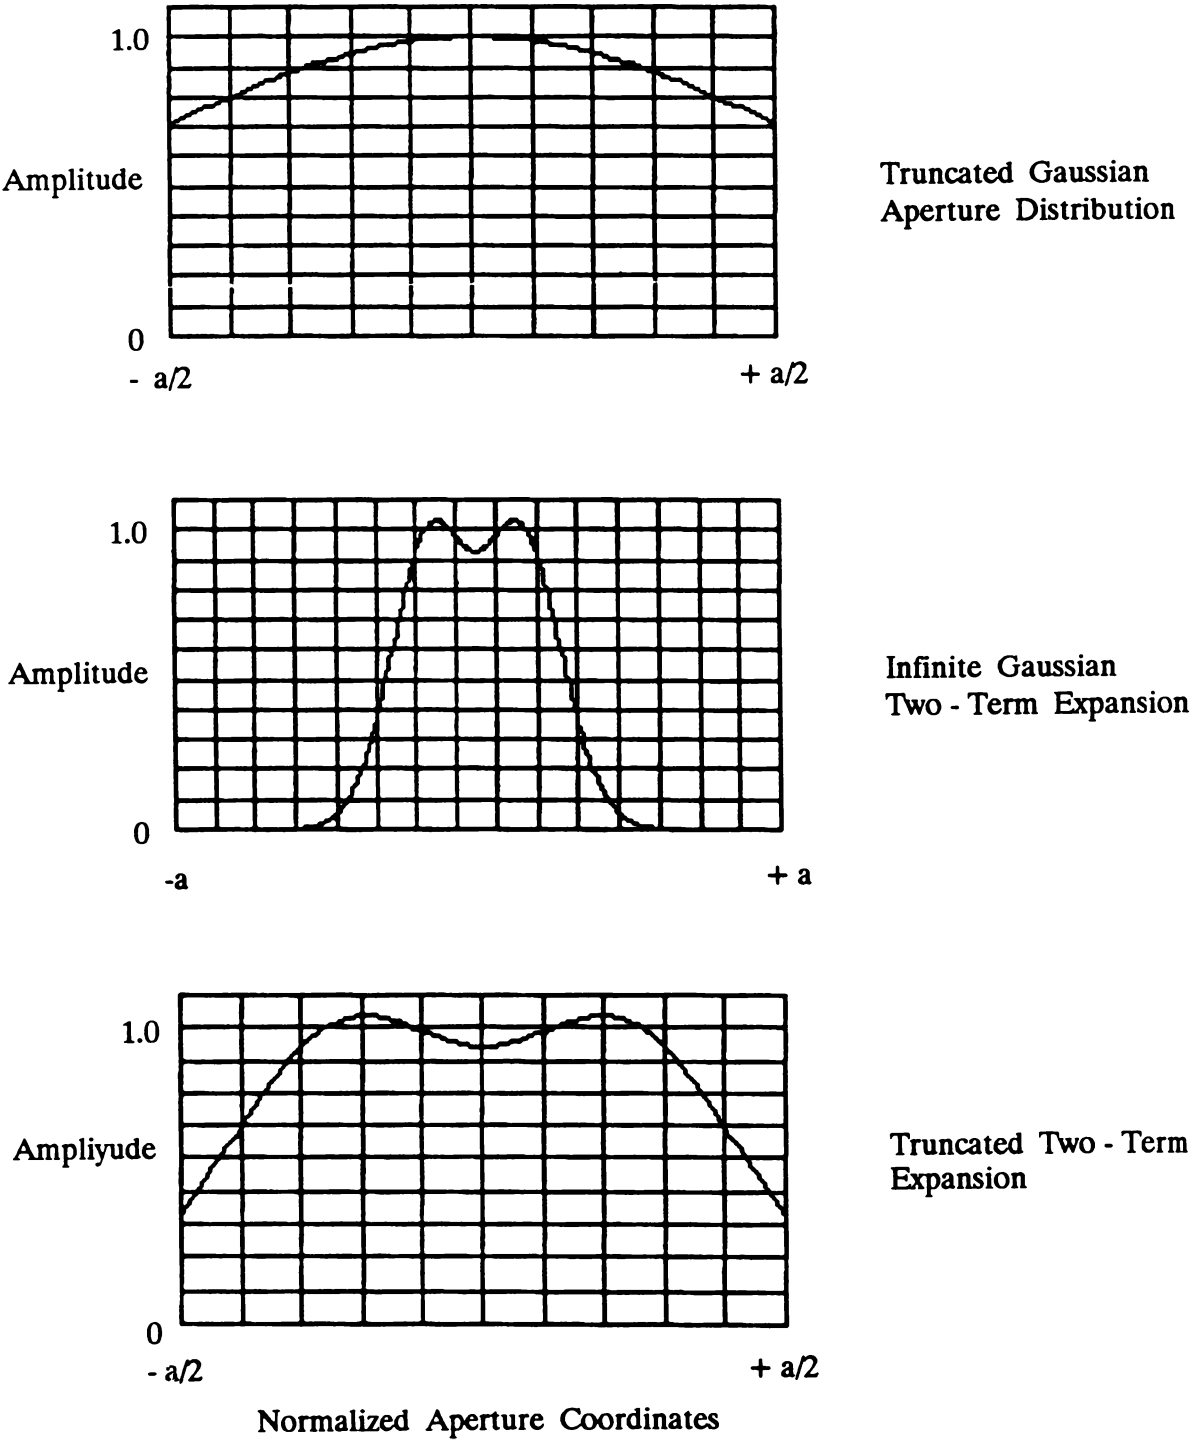 1.0
Amplitude
Truncated Gaussian
Aperture Distribution
0
- a/2
+ a/2
1.0
Amplitude
Infinite Gaussian
Two - Term Expansion
0
-a
+ a
1.0
Ampliyude
Truncated Two - Term
Expansion
0
- a/2
+ a/2
Normalized Aperture Coordinates